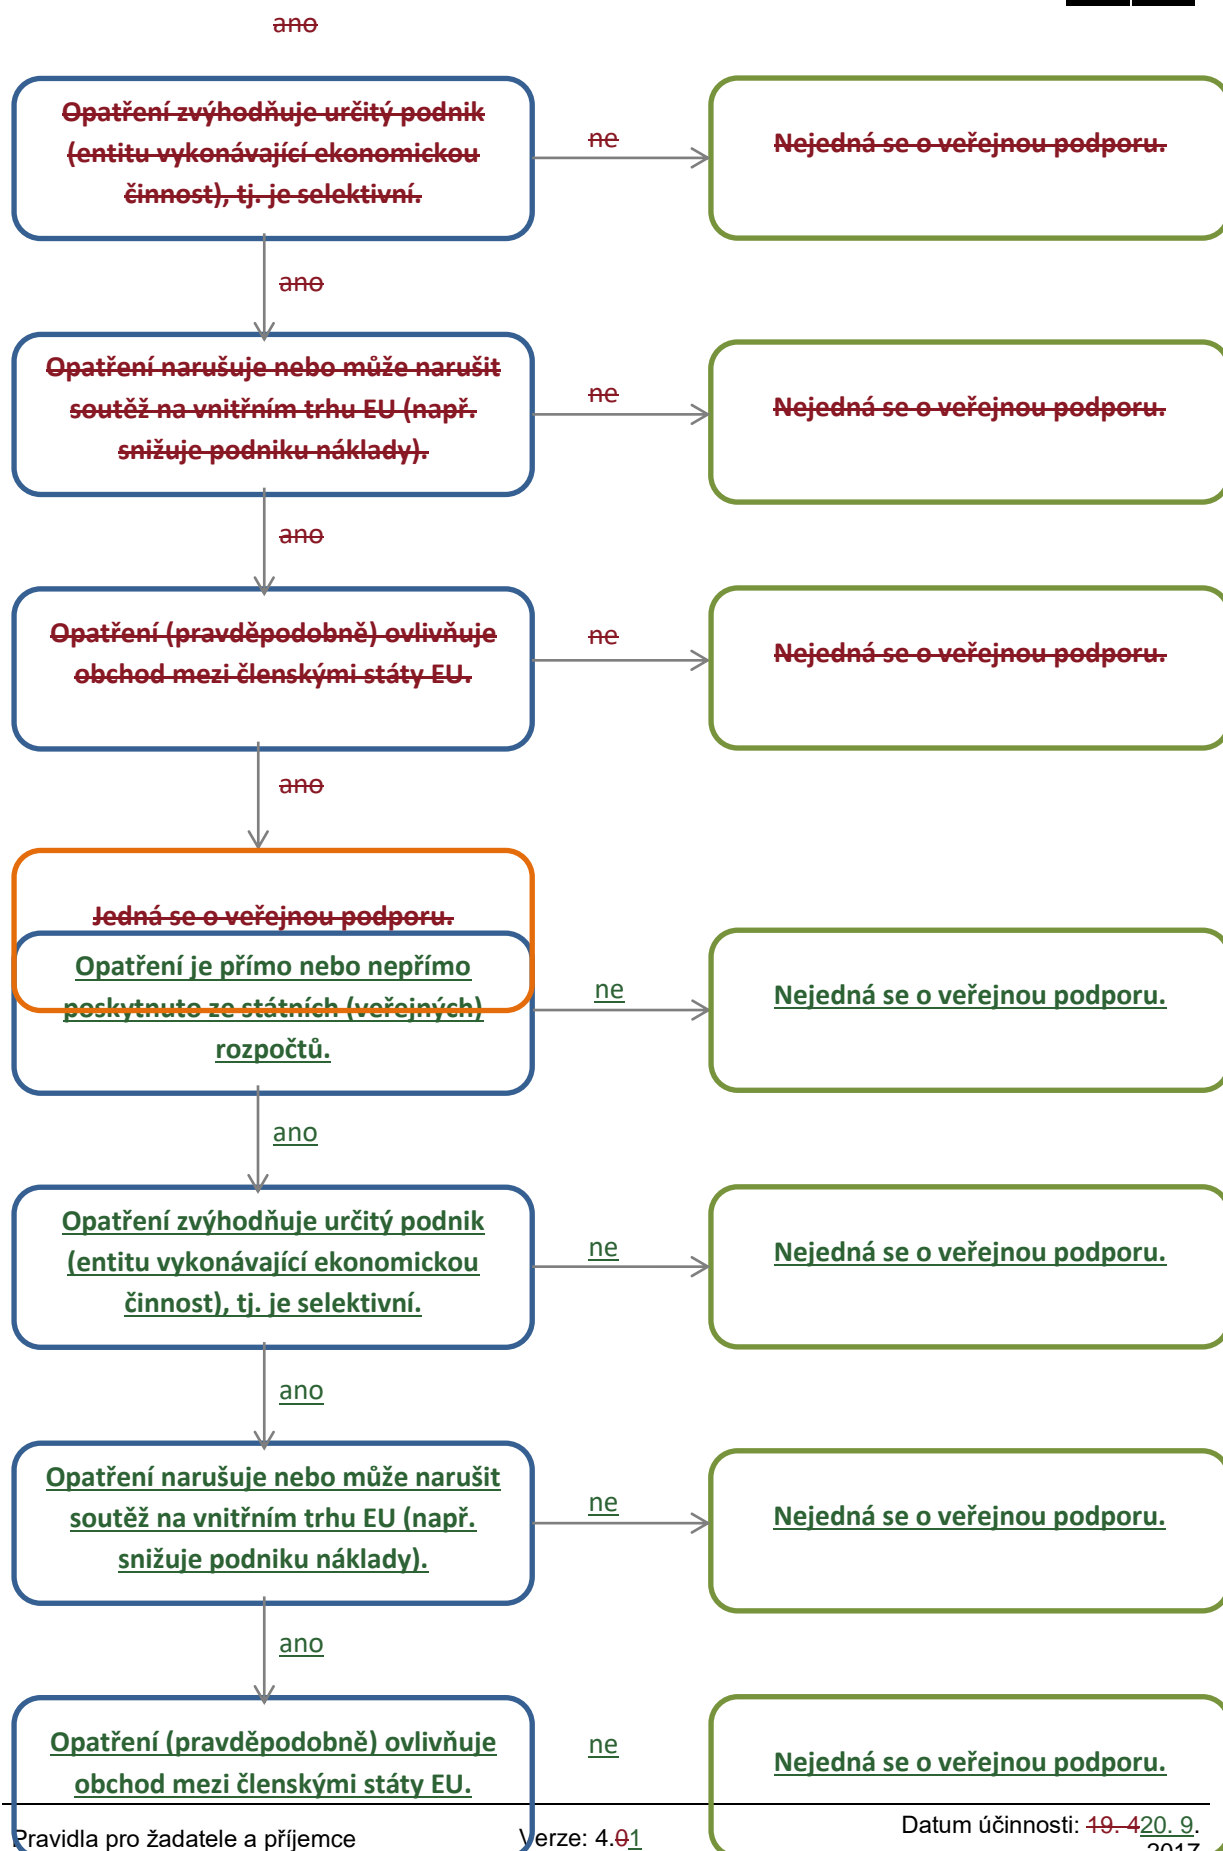 ano
Opatření zvýhodňuje určitý podnik
(entitu vykonávající ekonomickou
činnost), tj. je selektivní.
ne
Nejedná se o veřejnou podporu.
ano
Opatření narušuje nebo může narušit
soutěž na vnitřním trhu EU (např.
snižuje podniku náklady).
ne
Nejedná se o veřejnou podporu.
ano
Opatření (pravděpodobně) ovlivňuje
obchod mezi členskými státy EU.
ne
Nejedná se o veřejnou podporu.
ano
Jedná se o veřejnou podporu.
Opatření je přímo nebo nepřímo
poskytnuto ze státních (veřejných)
rozpočtů.
ne
Nejedná se o veřejnou podporu.
ano
Opatření zvýhodňuje určitý podnik
(entitu vykonávající ekonomickou
činnost), tj. je selektivní.
ne
Nejedná se o veřejnou podporu.
ano
Opatření narušuje nebo může narušit
soutěž na vnitřním trhu EU (např.
snižuje podniku náklady).
ne
Nejedná se o veřejnou podporu.
ano
Opatření (pravděpodobně) ovlivňuje
obchod mezi členskými státy EU.
ne
Nejedná se o veřejnou podporu.
Pravidla pro žadatele a příjemce
Verze: 4.01
Datum účinnosti: 19. 420. 9.
2017